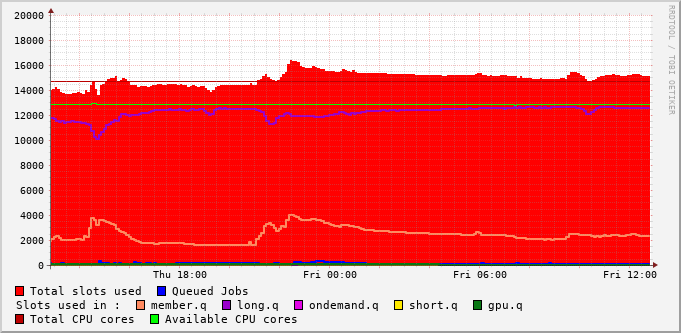 20000
18000
16000
14000
12000
10000
8000
6000
4000
2000
0
Thu 18:00 Fri 00:00 Fri 06:00 Fri 12:00
RRDTOOL / TOBI OETIKER
Total slots used Queued Jobs
Slots used in : member.q long.q ondemand.q short.q gpu.q
Total CPU cores Available CPU cores